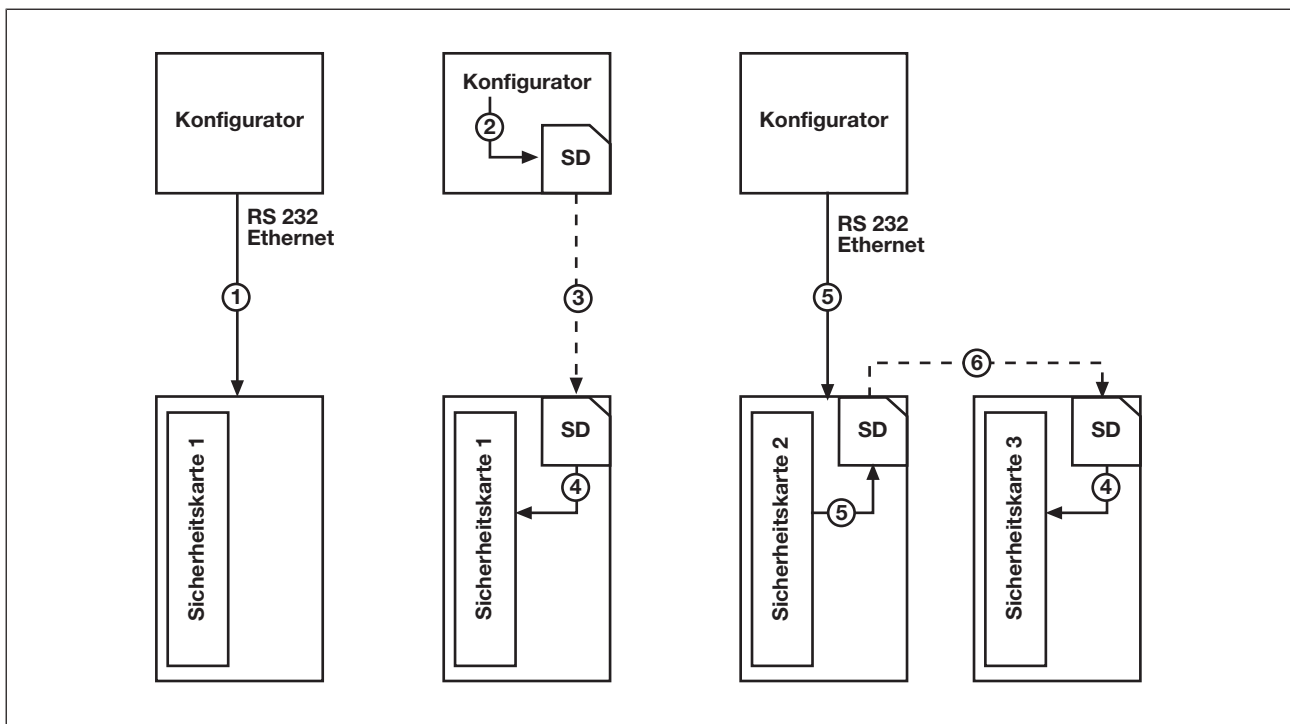 Konfigurator
RS 232
Ethernet
1
Sicherheitskarte 1
Konfigurator
2
SD
3
SD
4
Sicherheitskarte 1
Konfigurator
RS 232
Ethernet
5
6
SD
5
Sicherheitskarte 2
SD
4
Sicherheitskarte 3